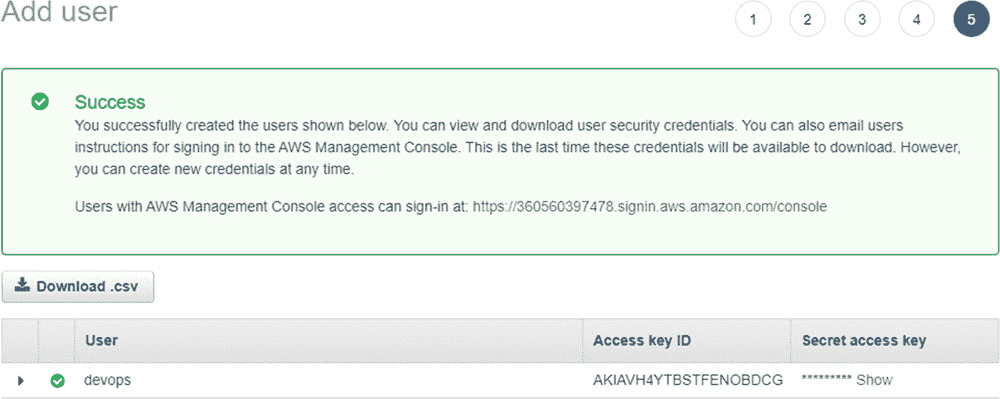 Add user
1 2 3 4 5
Success
You successfully created the users shown below. You can view and download user security credentials. You can also email users
instructions for signing in to the AWS Management Console. This is the last time these credentials will be available to download. However,
you can create new credentials at any time.
Users with AWS Management Console access can sign-in at: https://360560397478.signin.aws.amazon.com/console
Download .csv
User Access key ID Secret access key
devops AKIAVH4YTBSTFENOBDCG ********* Show